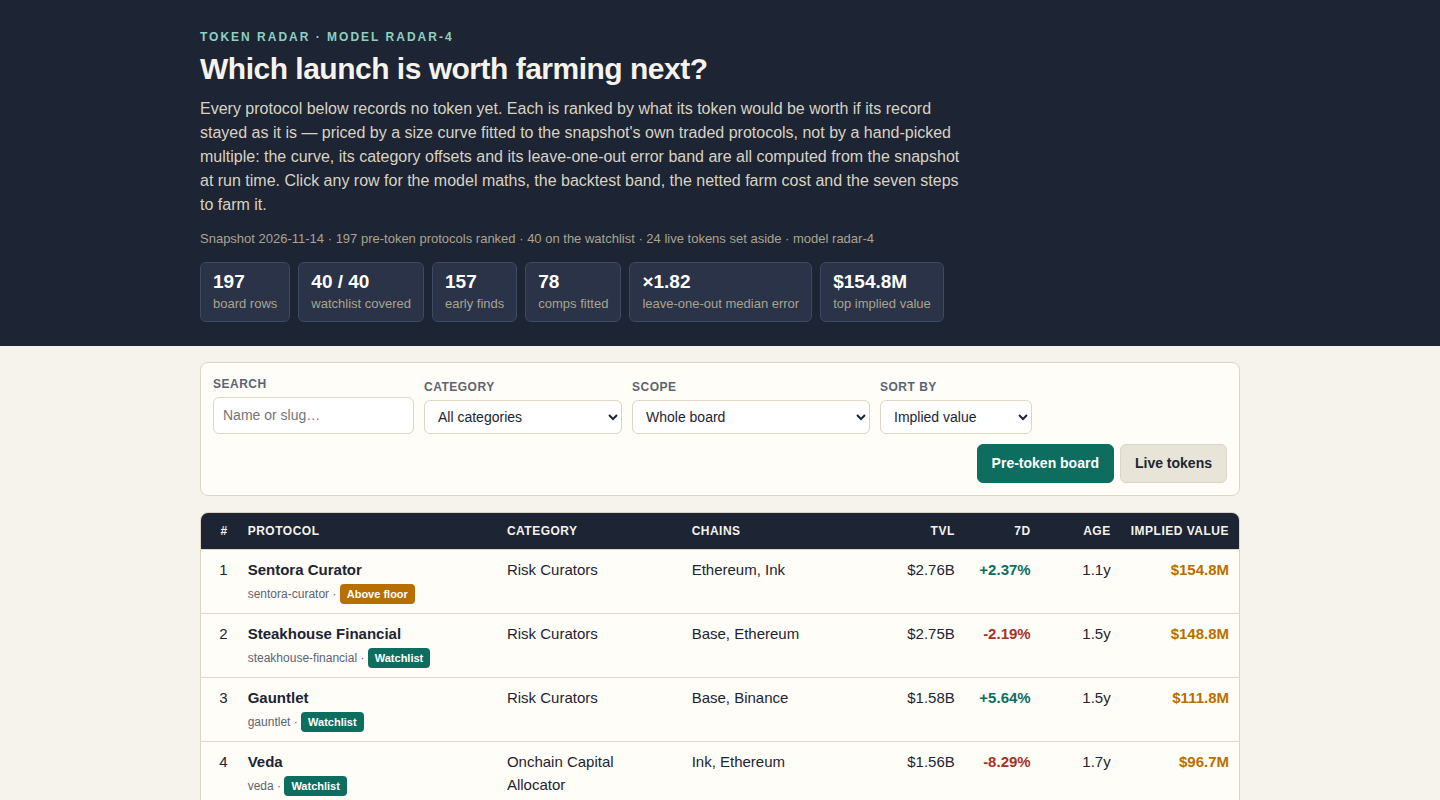 TOKEN RADAR · MODEL RADAR-4
Which launch is worth farming next?
Every protocol below records no token yet. Each is ranked by what its token would be worth if its record
stayed as it is — priced by a size curve fitted to the snapshot's own traded protocols, not by a hand-picked
multiple: the curve, its category offsets and its leave-one-out error band are all computed from the snapshot
at run time. Click any row for the model maths, the backtest band, the netted farm cost and the seven steps
to farm it.
Snapshot 2026-11-14 · 197 pre-token protocols ranked · 40 on the watchlist · 24 live tokens set aside · model radar-4
197 40 / 40 157 78 ×1.82 $154.8M
board rows watchlist covered early finds comps fitted leave-one-out median error top implied value
SEARCH CATEGORY SCOPE SORT BY
Name or slug… All categories Whole board Implied value
Pre-token board Live tokens
# PROTOCOL CATEGORY CHAINS TVL 7D AGE IMPLIED VALUE
1 Sentora Curator Risk Curators Ethereum, Ink $2.76B +2.37% 1.1y $154.8M
sentora-curator · Above floor
2 Steakhouse Financial Risk Curators Base, Ethereum $2.75B -2.19% 1.5y $148.8M
steakhouse-financial · Watchlist
3 Gauntlet Risk Curators Base, Binance $1.58B +5.64% 1.5y $111.8M
gauntlet · Watchlist
4 Veda Onchain Capital Ink, Ethereum $1.56B -8.29% 1.7y $96.7M
veda · Watchlist Allocator